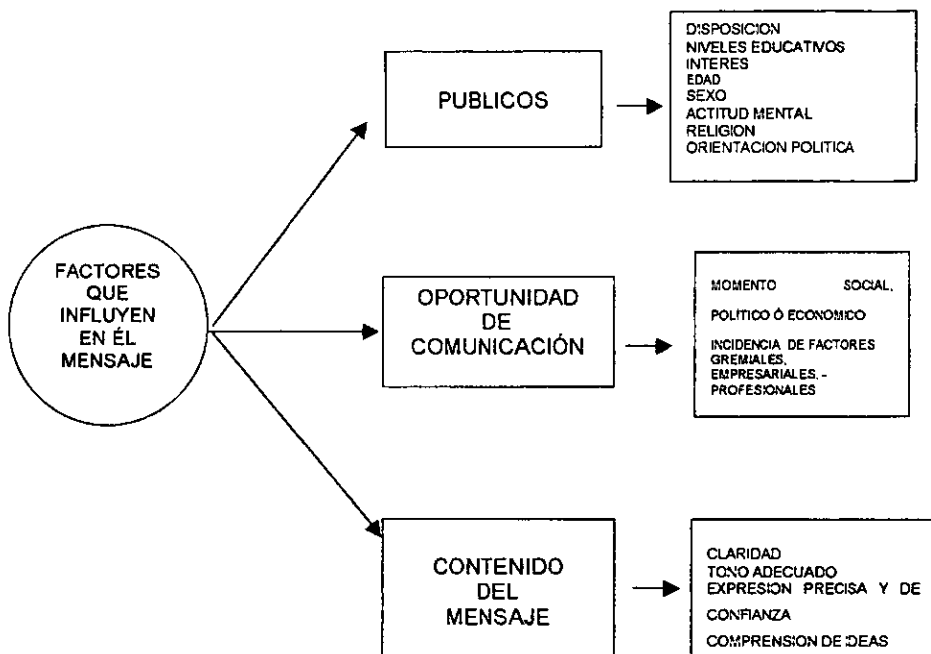 FACTORES
QUE
INFLUYEN
EN ÉL
MENSAJE
PUBLICOS
DISPOSICION
NIVELES EDUCATIVOS
INTERES
EDAD
SEXO
ACTITUD MENTAL
RELIGION
ORIENTACION POLITICA
OPORTUNIDAD
DE
COMUNICACIÓN
MOMENTO SOCIAL,
POLÍTICO Ó ECONOMICO
INCIDENCIA DE FACTORES
GREMIALES,
EMPRESARIALES, -
PROFESIONALES
CONTENIDO
DEL
MENSAJE
CLARIDAD
TONO ADECUADO
EXPRESION PRECISA Y DE
CONFIANZA
COMPRENSION DE IDEAS